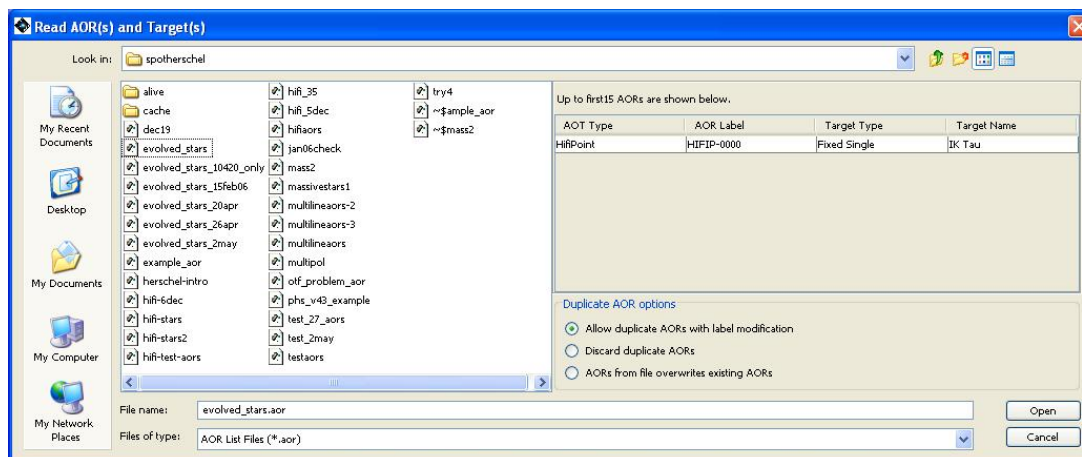 Read AOR(s) and Target(s)
Look in: spotherschel
My Recent Documents
Desktop
My Documents
My Computer
My Network Places
alive
cache
dec19
evolved_stars
evolved_stars_10420_only
evolved_stars_15feb06
evolved_stars_20apr
evolved_stars_26apr
evolved_stars_2may
example_aor
herschel-intro
hifi-6dec
hifi-stars
hifi-stars2
hifi-test-aors
hifi_35
hifi_5dec
hifiaors
jan06check
mass2
massivestars1
multilineaors-2
multilineaors-3
multilineaors
multipol
otf_problem_aor
phs_v43_example
test_27_aors
test_2may
testaors
try4
~$ample_aor
~$mass2
Up to first15 AORs are shown below.
AOT Type AOR Label Target Type Target Name
HifiPoint HIFIP-0000 Fixed Single IK Tau
Duplicate AOR options
Allow duplicate AORs with label modification
Discard duplicate AORs
AORs from file overwrites existing AORs
File name: evolved_stars.aor
Open
Files of type: AOR List Files (*.aor)
Cancel